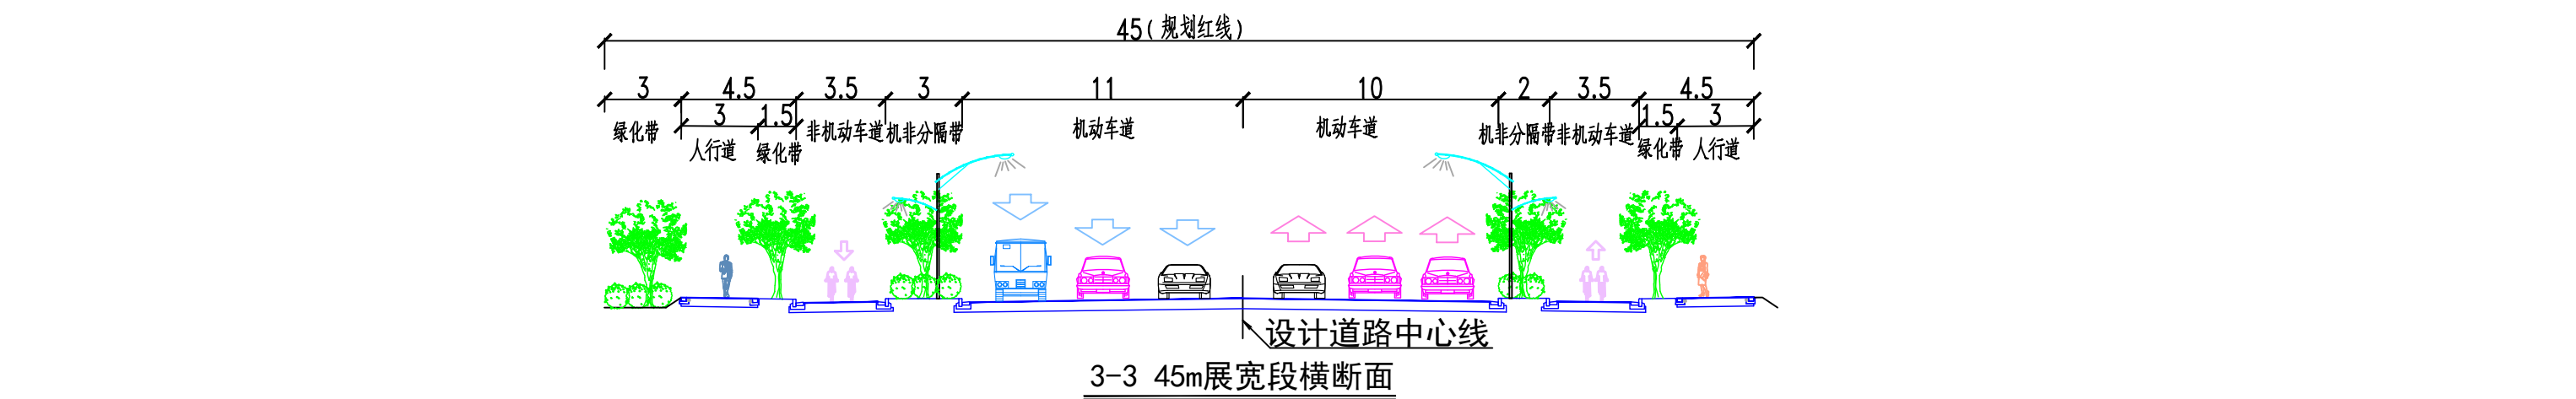 45(规划红线)
3 4.5 3.5 3 11 10 2 3.5 4.5
3 1.5 1.5 3
绿化带 人行道 绿化带 非机动车道 机非分隔带 机动车道 机动车道 机非分隔带 非机动车道 绿化带 人行道
设计道路中心线
3-3 45m展宽段横断面